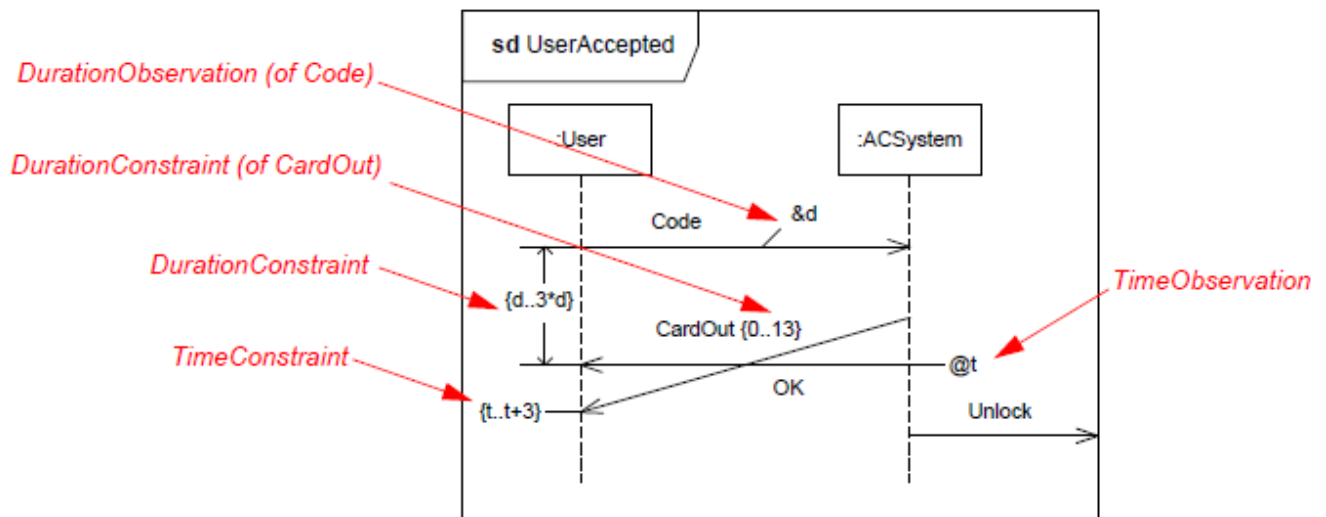 sd UserAccepted
DurationObservation (of Code)
:User
:ACSystem
DurationConstraint (of CardOut)
Code
&d
DurationConstraint
TimeObservation
{d..3*d}
CardOut {0..13}
TimeConstraint
@t
OK
{t..t+3}
Unlock